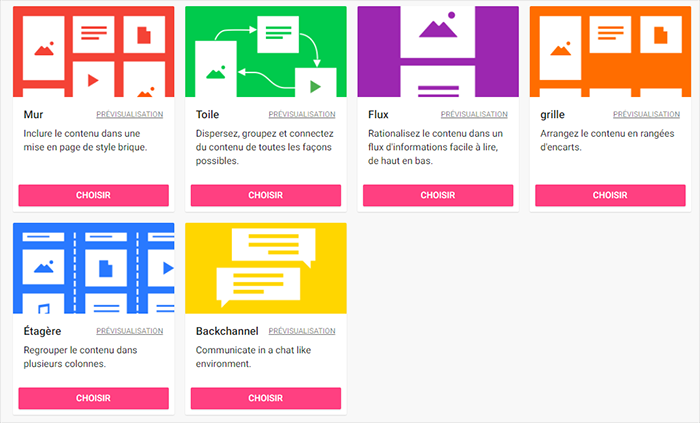 Mur PRÉVISUALISATION
Inclure le contenu dans une
mise en page de style brique.
CHOISIR
Toile PRÉVISUALISATION
Dispersez, groupez et connectez
du contenu de toutes les façons
possibles.
CHOISIR
Flux PRÉVISUALISATION
Rationalisez le contenu dans un
flux d'informations facile à lire,
de haut en bas.
CHOISIR
grille PRÉVISUALISATION
Arrangez le contenu en rangées
d'encarts.
CHOISIR
Étagère PRÉVISUALISATION
Regrouper le contenu dans
plusieurs colonnes.
CHOISIR
Backchannel PRÉVISUALISATION
Communicate in a chat like
environment.
CHOISIR